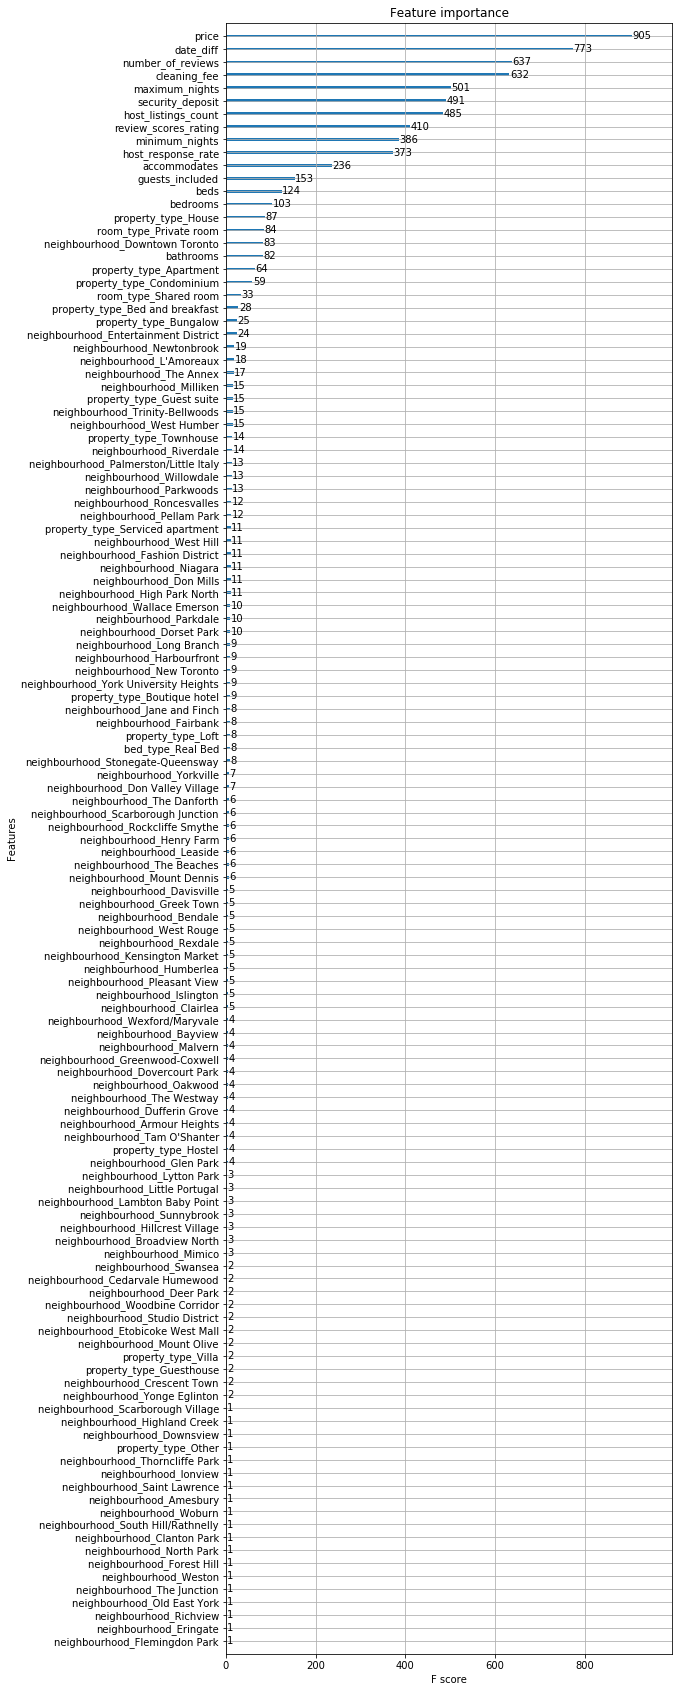 Feature importance
price 905
date_diff 773
number_of_reviews 637
cleaning_fee 632
maximum_nights 501
security_deposit 491
host_listings_count 485
review_scores_rating 410
minimum_nights 386
host_response_rate 373
accommodates 236
guests_included 153
beds 124
bedrooms 103
property_type_House 87
room_type_Private room 84
neighbourhood_Downtown Toronto 83
bathrooms 82
property_type_Apartment 64
property_type_Condominium 59
room_type_Shared room 33
property_type_Bed and breakfast 28
property_type_Bungalow 25
neighbourhood_Entertainment District 24
neighbourhood_Newtonbrook 19
neighbourhood_L'Amoreaux 18
neighbourhood_The Annex 17
neighbourhood_Milliken 15
property_type_Guest suite 15
neighbourhood_Trinity-Bellwoods 15
neighbourhood_West Humber 15
property_type_Townhouse 14
neighbourhood_Riverdale 14
neighbourhood_Palmerston/Little Italy 13
neighbourhood_Willowdale 13
neighbourhood_Parkwoods 13
neighbourhood_Roncesvalles 12
neighbourhood_Pellam Park 12
property_type_Serviced apartment 11
neighbourhood_West Hill 11
neighbourhood_Fashion District 11
neighbourhood_Niagara 11
neighbourhood_Don Mills 11
neighbourhood_High Park North 11
neighbourhood_Wallace Emerson 10
neighbourhood_Parkdale 10
neighbourhood_Dorset Park 10
neighbourhood_Long Branch 9
neighbourhood_Harbourfront 9
neighbourhood_New Toronto 9
neighbourhood_York University Heights 9
property_type_Boutique hotel 9
neighbourhood_Jane and Finch 8
neighbourhood_Fairbank 8
property_type_Loft 8
bed_type_Real Bed 8
neighbourhood_Stonegate-Queensway 8
neighbourhood_Yorkville 7
neighbourhood_Don Valley Village 7
neighbourhood_The Danforth 6
neighbourhood_Scarborough Junction 6
neighbourhood_Rockcliffe Smythe 6
neighbourhood_Henry Farm 6
neighbourhood_Leaside 6
neighbourhood_The Beaches 6
neighbourhood_Mount Dennis 6
neighbourhood_Davisville 5
neighbourhood_Greek Town 5
neighbourhood_Bendale 5
neighbourhood_West Rouge 5
neighbourhood_Rexdale 5
neighbourhood_Kensington Market 5
neighbourhood_Humberlea 5
neighbourhood_Pleasant View 5
neighbourhood_Islington 5
neighbourhood_Clairlea 5
neighbourhood_Wexford/Maryvale 4
neighbourhood_Bayview 4
neighbourhood_Malvern 4
neighbourhood_Greenwood-Coxwell 4
neighbourhood_Dovercourt Park 4
neighbourhood_Oakwood 4
neighbourhood_The Westway 4
neighbourhood_Dufferin Grove 4
neighbourhood_Armour Heights 4
neighbourhood_Tam O'Shanter 4
property_type_Hostel 4
neighbourhood_Glen Park 4
neighbourhood_Lytton Park 3
neighbourhood_Little Portugal 3
neighbourhood_Lambton Baby Point 3
neighbourhood_Sunnybrook 3
neighbourhood_Hillcrest Village 3
neighbourhood_Broadview North 3
neighbourhood_Mimico 3
neighbourhood_Swansea 2
neighbourhood_Cedarvale Humewood 2
neighbourhood_Deer Park 2
neighbourhood_Woodbine Corridor 2
neighbourhood_Studio District 2
neighbourhood_Etobicoke West Mall 2
neighbourhood_Mount Olive 2
property_type_Villa 2
property_type_Guesthouse 2
neighbourhood_Crescent Town 2
neighbourhood_Yonge Eglinton 2
neighbourhood_Scarborough Village 1
neighbourhood_Highland Creek 1
neighbourhood_Downsview 1
property_type_Other 1
neighbourhood_Thorncliffe Park 1
neighbourhood_Ionview 1
neighbourhood_Saint Lawrence 1
neighbourhood_Amesbury 1
neighbourhood_Woburn 1
neighbourhood_South Hill/Rathnelly 1
neighbourhood_Clanton Park 1
neighbourhood_North Park 1
neighbourhood_Forest Hill 1
neighbourhood_Weston 1
neighbourhood_The Junction 1
neighbourhood_Old East York 1
neighbourhood_Richview 1
neighbourhood_Eringate 1
neighbourhood_Flemingdon Park 1
Features
0 200 400 600 800
F score